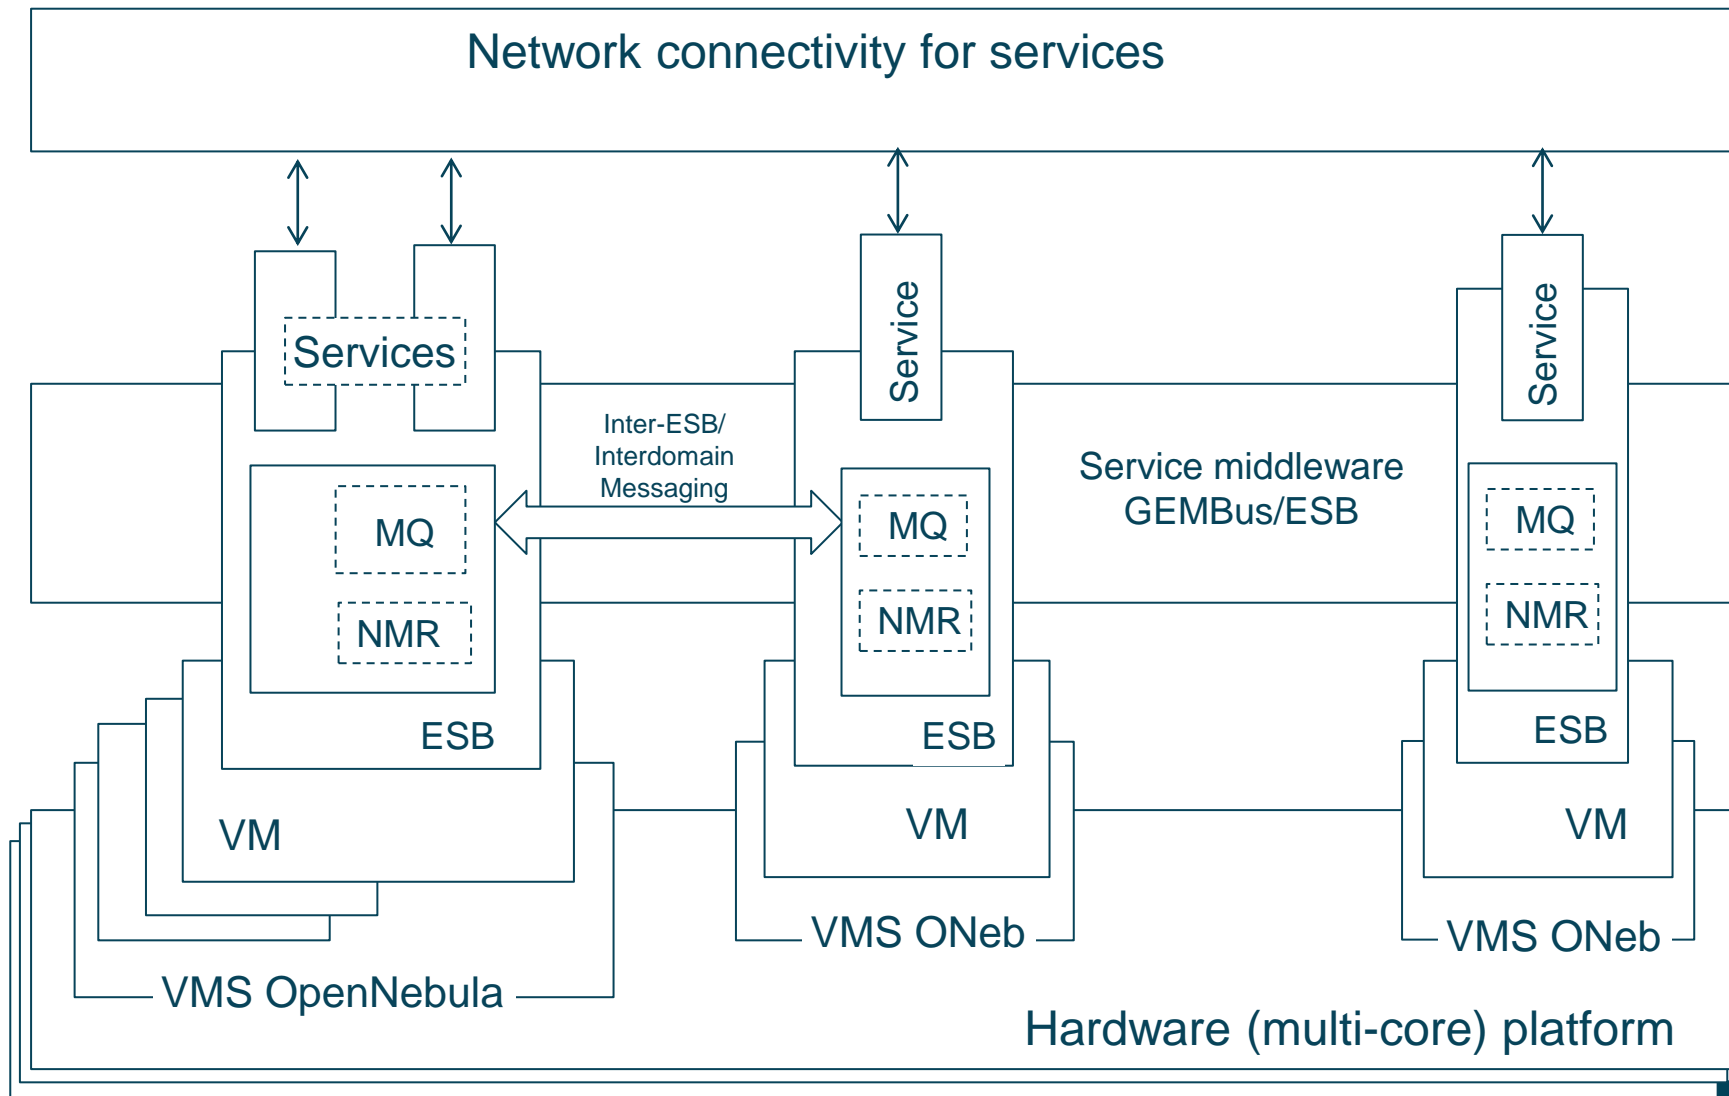 Network connectivity for services
Services
Service
Service
Inter-ESB/
Interdomain
Messaging
Service middleware
GEMBus/ESB
MQ
MQ
MQ
NMR
NMR
NMR
ESB
ESB
ESB
VM
VM
VM
VMS OpenNebula
VMS ONeb
VMS ONeb
Hardware (multi-core) platform